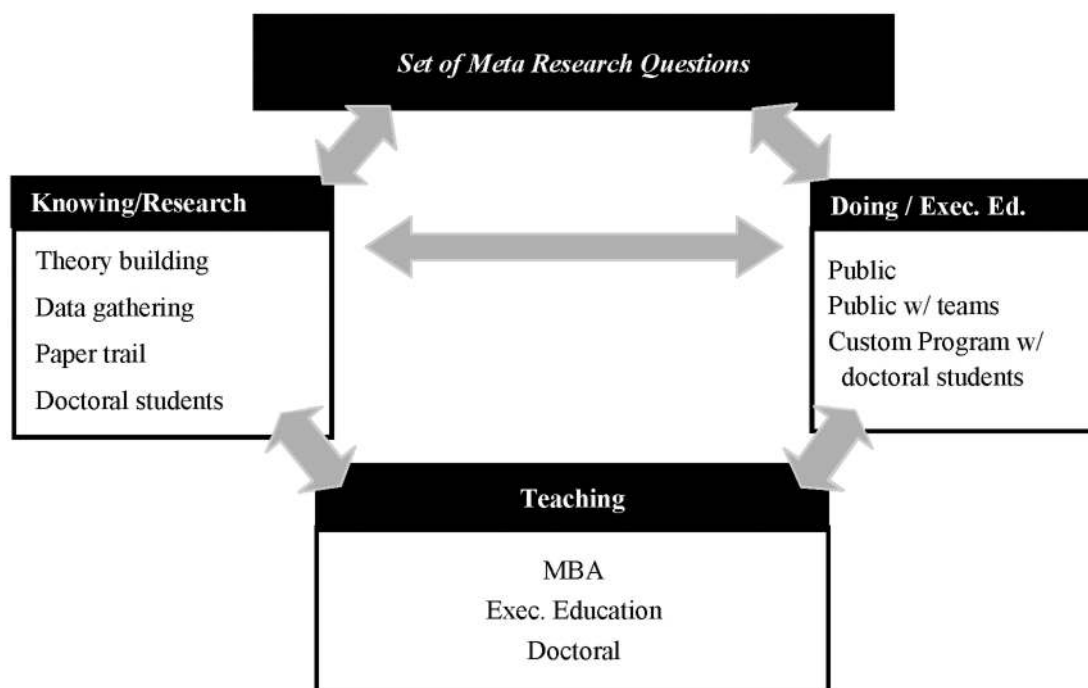 Set of Meta Research Questions
Knowing/Research
Theory building
Data gathering
Paper trail
Doctoral students
Doing / Exec. Ed.
Public
Public w/ teams
Custom Program w/
doctoral students
Teaching
MBA
Exec. Education
Doctoral